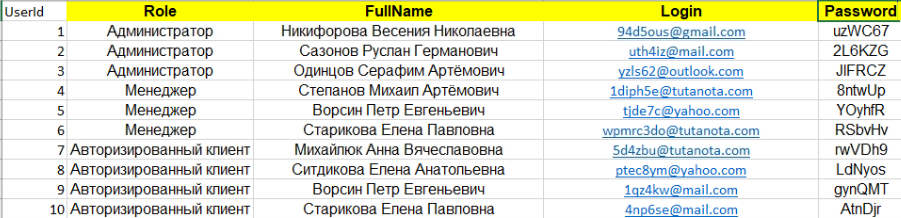 UserId Role FullName Login Password
1 Администратор Никифорова Весения Николаевна 94d5ous@gmail.com uzWC67
2 Администратор Сазонов Руслан Германович uth4iz@mail.com 2L6KZG
3 Администратор Одинцов Серафим Артёмович yzls62@outlook.com JlFRCZ
4 Менеджер Степанов Михаил Артёмович 1diph5e@tutanota.com 8ntwUp
5 Менеджер Ворсин Петр Евгеньевич tjde7c@yahoo.com YOyhfR
6 Менеджер Старикова Елена Павловна wpmrc3do@tutanota.com RSbvHv
7 Авторизированный клиент Михайлюк Анна Вячеславовна 5d4zbu@tutanota.com rwVDh9
8 Авторизированный клиент Ситдикова Елена Анатольевна ptec8ym@yahoo.com LdNyos
9 Авторизированный клиент Ворсин Петр Евгеньевич 1qz4kw@mail.com gynQMT
10 Авторизированный клиент Старикова Елена Павловна 4np6se@mail.com AtnDjr